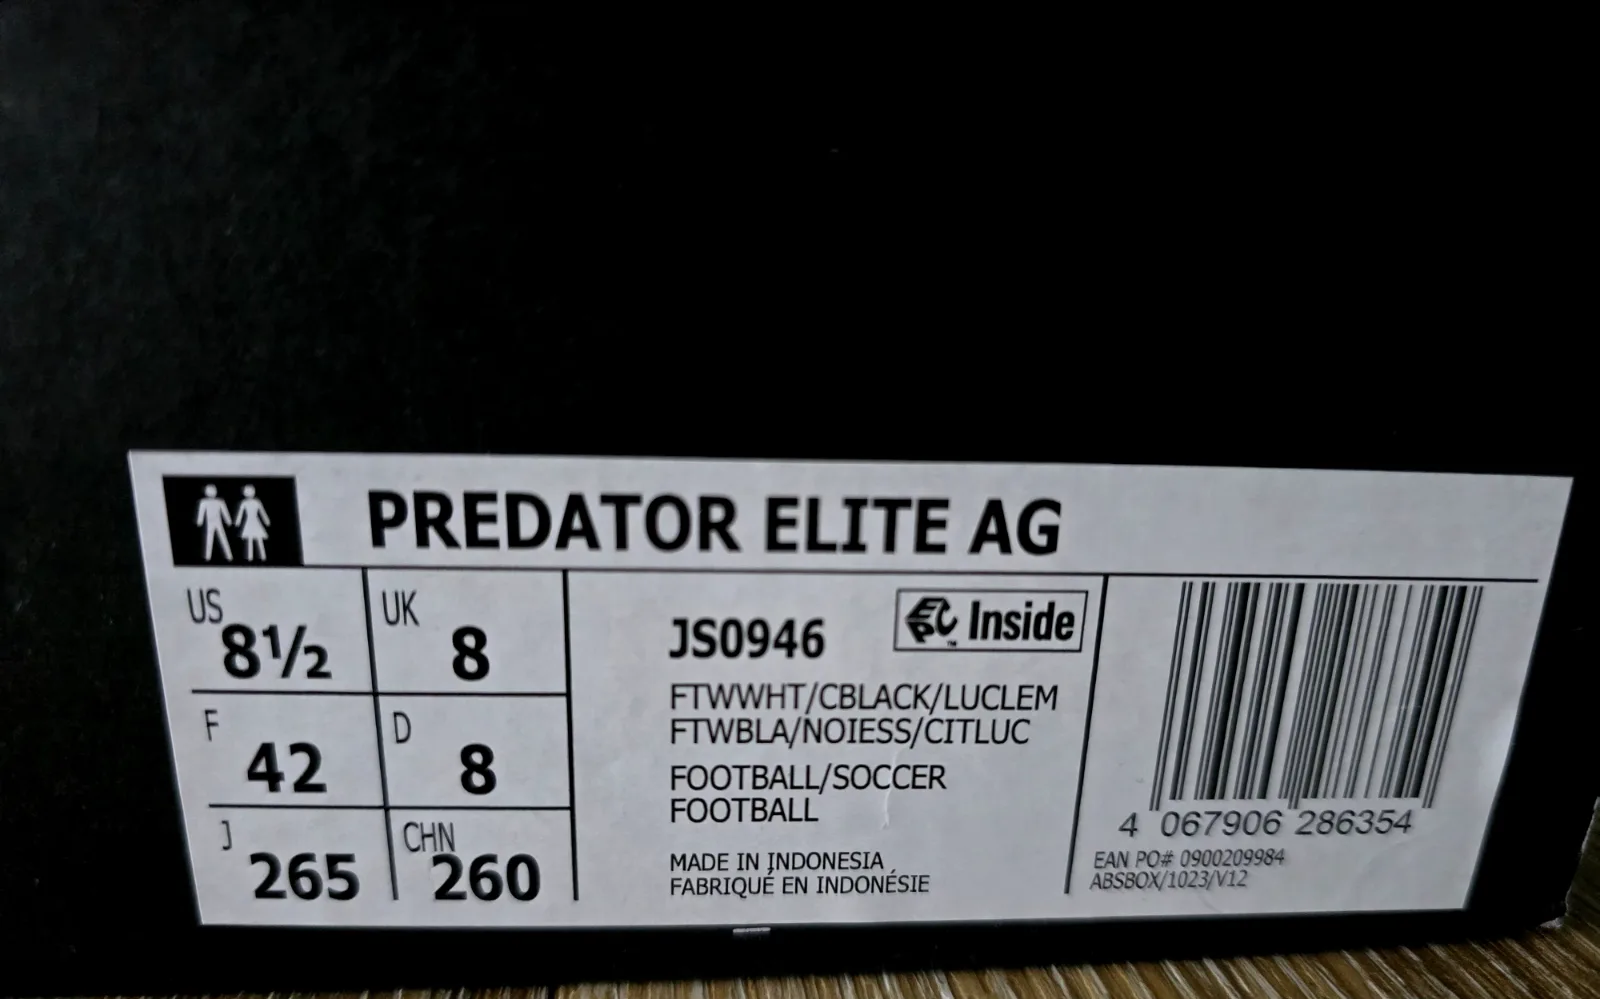 PREDATOR ELITE AG
US 8½
UK 8
F 42
D 8
J 265
CHN 260
JS0946
EPC Inside
FTWWHT/CBLACK/LUCLEM
FTWBLA/NOIESS/CITLUC
FOOTBALL/SOCCER
FOOTBALL
MADE IN INDONESIA
FABRIQUÉ EN INDONÉSIE
4 067906 286354
EAN PO# 0900209984
ABSBOX/1023/V12